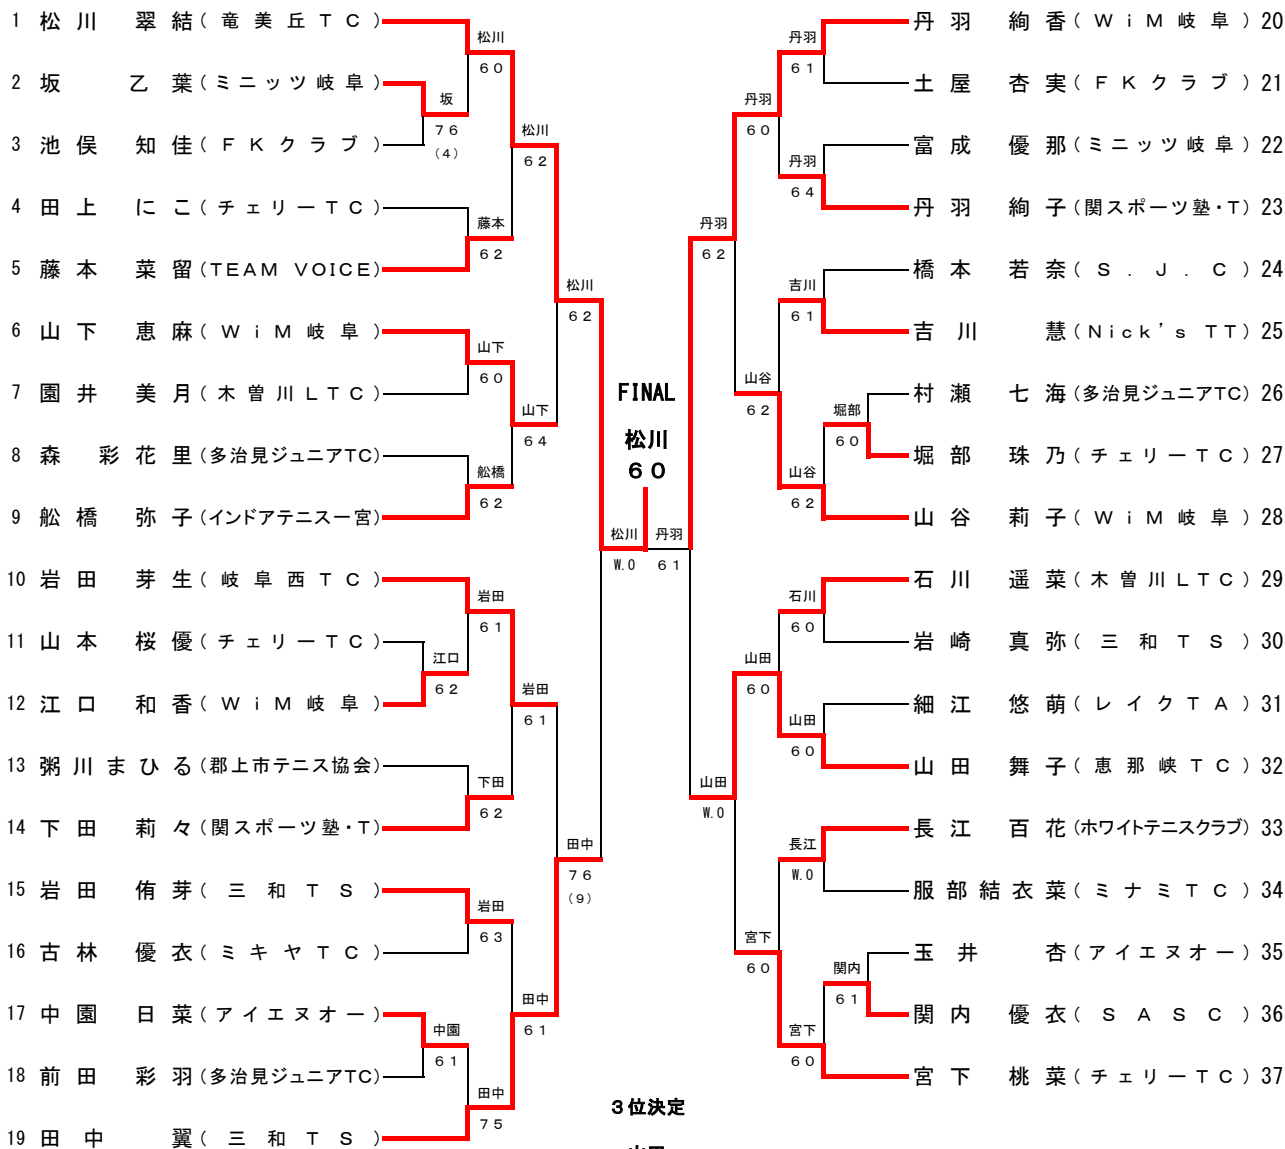 1 松川 翠結 (竜美丘TC)
2 坂 乙葉 (ミニッツ岐阜)
3 池俣 知佳 (FKクラブ)
4 田上 にこ (チェリーTC)
5 藤本 菜留 (TEAM VOICE)
6 山下 恵麻 (WiM岐阜)
7 園井 美月 (木曽川LTC)
8 森 彩花里 (多治見ジュニアTC)
9 舩橋 弥子 (インドアテニス一宮)
10 岩田 芽生 (岐阜西TC)
11 山本 桜優 (チェリーTC)
12 江口 和香 (WiM岐阜)
13 粥川まひる (郡上市テニス協会)
14 下田 莉々 (関スポーツ塾・T)
15 岩田 侑芽 (三和TS)
16 古林 優衣 (ミキヤTC)
17 中園 日菜 (アイエヌオー)
18 前田 彩羽 (多治見ジュニアTC)
19 田中 翼 (三和TS)
坂
76
(4)
江口
62
中園
61
松川
60
藤本
62
山下
60
舩橋
62
岩田
61
下田
62
岩田
63
田中
75
松川
62
山下
64
岩田
61
田中
61
松川
62
田中
76
(9)
松川
W.0
FINAL
松川
60
丹羽
61
丹羽
62
山田
W.0
丹羽
60
山谷
62
山田
60
宮下
60
丹羽
61
丹羽
64
吉川
61
山谷
62
石川
60
山田
60
長江
W.0
宮下
60
堀部
60
関内
61
丹羽 絢香 (WiM岐阜) 20
土屋 杏実 (FKクラブ) 21
富成 優那 (ミニッツ岐阜) 22
丹羽 絢子 (関スポーツ塾・T) 23
橋本 若奈 (S.J.C) 24
吉川 慧 (Nick's TT) 25
村瀬 七海 (多治見ジュニアTC) 26
堀部 珠乃 (チェリーTC) 27
山谷 莉子 (WiM岐阜) 28
石川 遥菜 (木曽川LTC) 29
岩崎 真弥 (三和TS) 30
細江 悠萌 (レイクTA) 31
山田 舞子 (恵那峡TC) 32
長江 百花 (ホワイトテニスクラブ) 33
服部結衣菜 (ミナミTC) 34
玉井 杏 (アイエヌオー) 35
関内 優衣 (SASC) 36
宮下 桃菜 (チェリーTC) 37
3位決定